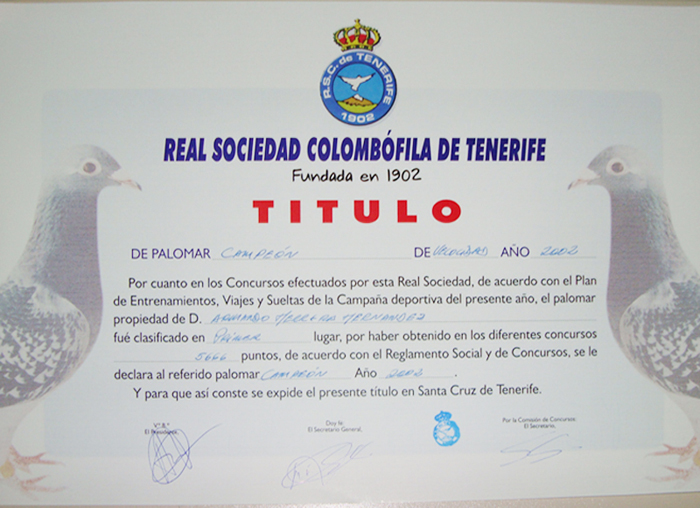 R.S.C. de TENERIFE
1902
REAL SOCIEDAD COLOMBÓFILA DE TENERIFE
Fundada en 1902
TITULO
DE PALOMAR CAMPEÓN DE VELOCIDAD AÑO 2002
Por cuanto en los Concursos efectuados por esta Real Sociedad, de acuerdo con el Plan
de Entrenamientos, Viajes y Sueltas de la Campaña deportiva del presente año, el palomar
propiedad de D. ARMANDO HERRERA HERNANDEZ
fué clasificado en Primer lugar, por haber obtenido en los diferentes concursos
5666 puntos, de acuerdo con el Reglamento Social y de Concursos, se le
declara al referido palomar CAMPEÓN Año 2002.
Y para que así conste se expide el presente título en Santa Cruz de Tenerife.
El Presidente,
Doy fe:
El Secretario General,
Por la Comisión de Concursos:
El Secretario,